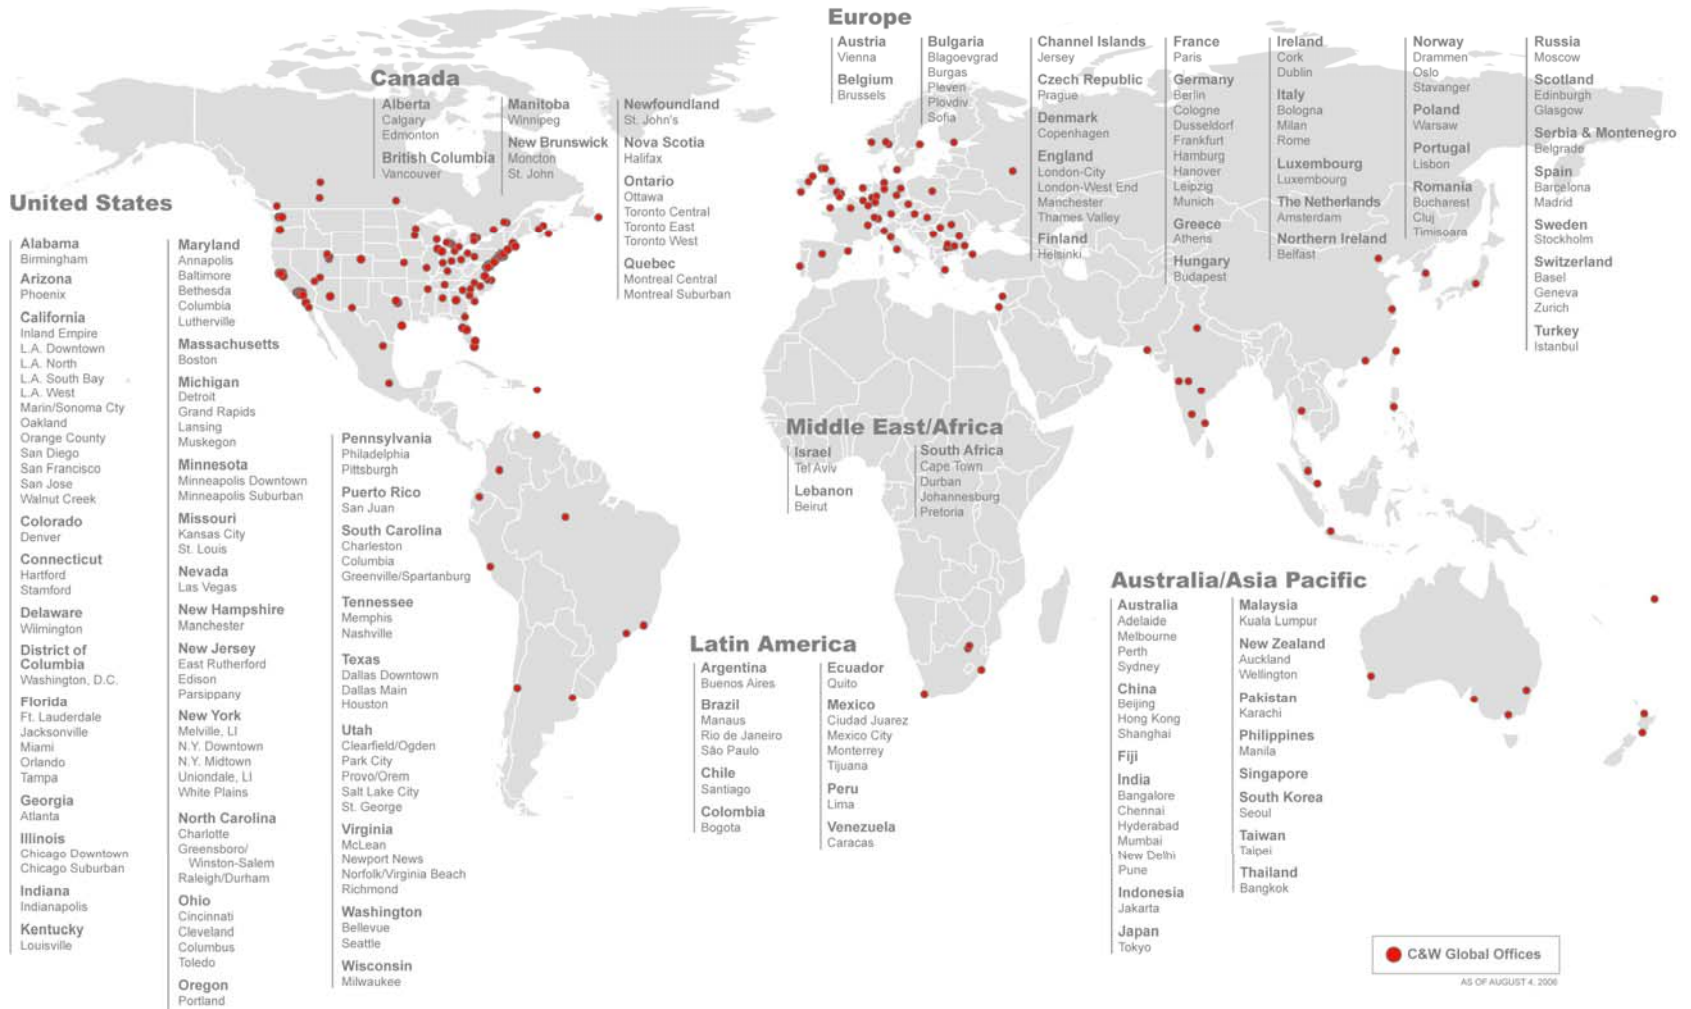 Europe
Austria
Vienna
Belgium
Brussels
Bulgaria
Blagoevgrad
Burgas
Pleven
Plovdiv
Sofia
Channel Islands
Jersey
Czech Republic
Prague
Denmark
Copenhagen
England
London-City
London-West End
Manchester
Thames Valley
Finland
Helsinki
France
Paris
Germany
Berlin
Cologne
Dusseldorf
Frankfurt
Hamburg
Hanover
Leipzig
Munich
Greece
Athens
Hungary
Budapest
Ireland
Cork
Dublin
Italy
Bologna
Milan
Rome
Luxembourg
Luxembourg
The Netherlands
Amsterdam
Northern Ireland
Belfast
Norway
Drammen
Oslo
Stavanger
Poland
Warsaw
Portugal
Lisbon
Romania
Bucharest
Cluj
Timisoara
Russia
Moscow
Scotland
Edinburgh
Glasgow
Serbia & Montenegro
Belgrade
Spain
Barcelona
Madrid
Sweden
Stockholm
Switzerland
Basel
Geneva
Zurich
Turkey
Istanbul
Canada
Alberta
Calgary
Edmonton
British Columbia
Vancouver
Manitoba
Winnipeg
New Brunswick
Moncton
St. John
Newfoundland
St. John's
Nova Scotia
Halifax
Ontario
Ottawa
Toronto Central
Toronto East
Toronto West
Quebec
Montreal Central
Montreal Suburban
United States
Alabama
Birmingham
Arizona
Phoenix
California
Inland Empire
L.A. Downtown
L.A. North
L.A. South Bay
L.A. West
Marin/Sonoma Cty
Oakland
Orange County
San Diego
San Francisco
San Jose
Walnut Creek
Colorado
Denver
Connecticut
Hartford
Stamford
Delaware
Wilmington
District of
Columbia
Washington, D.C.
Florida
Ft. Lauderdale
Jacksonville
Miami
Orlando
Tampa
Georgia
Atlanta
Illinois
Chicago Downtown
Chicago Suburban
Indiana
Indianapolis
Kentucky
Louisville
Maryland
Annapolis
Baltimore
Bethesda
Columbia
Lutherville
Massachusetts
Boston
Michigan
Detroit
Grand Rapids
Lansing
Muskegon
Minnesota
Minneapolis Downtown
Minneapolis Suburban
Missouri
Kansas City
St. Louis
Nevada
Las Vegas
New Hampshire
Manchester
New Jersey
East Rutherford
Edison
Parsippany
New York
Melville, LI
N.Y. Downtown
N.Y. Midtown
Uniondale, LI
White Plains
North Carolina
Charlotte
Greensboro/
Winston-Salem
Raleigh/Durham
Ohio
Cincinnati
Cleveland
Columbus
Toledo
Oregon
Portland
Pennsylvania
Philadelphia
Pittsburgh
Puerto Rico
San Juan
South Carolina
Charleston
Columbia
Greenville/Spartanburg
Tennessee
Memphis
Nashville
Texas
Dallas Downtown
Dallas Main
Houston
Utah
Clearfield/Ogden
Park City
Provo/Orem
Salt Lake City
St. George
Virginia
McLean
Newport News
Norfolk/Virginia Beach
Richmond
Washington
Bellevue
Seattle
Wisconsin
Milwaukee
Middle East/Africa
Israel
Tel Aviv
Lebanon
Beirut
South Africa
Cape Town
Durban
Johannesburg
Pretoria
Latin America
Argentina
Buenos Aires
Brazil
Manaus
Rio de Janeiro
São Paulo
Chile
Santiago
Colombia
Bogota
Ecuador
Quito
Mexico
Ciudad Juarez
Mexico City
Monterrey
Tijuana
Peru
Lima
Venezuela
Caracas
Australia/Asia Pacific
Australia
Adelaide
Melbourne
Perth
Sydney
China
Beijing
Hong Kong
Shanghai
Fiji
India
Bangalore
Chennai
Hyderabad
Mumbai
New Delhi
Pune
Indonesia
Jakarta
Japan
Tokyo
Malaysia
Kuala Lumpur
New Zealand
Auckland
Wellington
Pakistan
Karachi
Philippines
Manila
Singapore
South Korea
Seoul
Taiwan
Taipei
Thailand
Bangkok
C&W Global Offices
AS OF AUGUST 4, 2006